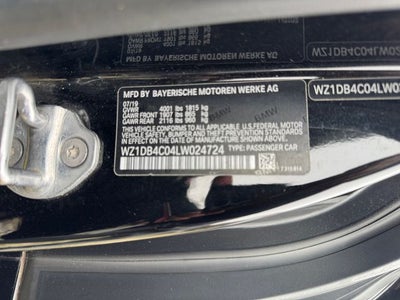 MFD BY BAYERISCHE MOTOREN WERKE AG
07/19
GVWR 4001 lbs 1815 kg
GAWR FRONT 1907 lbs 865 kg
GAWR REAR 2116 lbs 960 kg
THIS VEHICLE CONFORMS TO ALL APPLICABLE U.S. FEDERAL MOTOR
VEHICLE SAFETY, BUMPER, AND THEFT PREVENTION STANDARDS
IN EFFECT ON THE DATE OF MANUFACTURE SHOWN ABOVE.
WZ1DB4C04LW024724 TYPE: PASSENGER CAR
WZ1DB4C04LW02